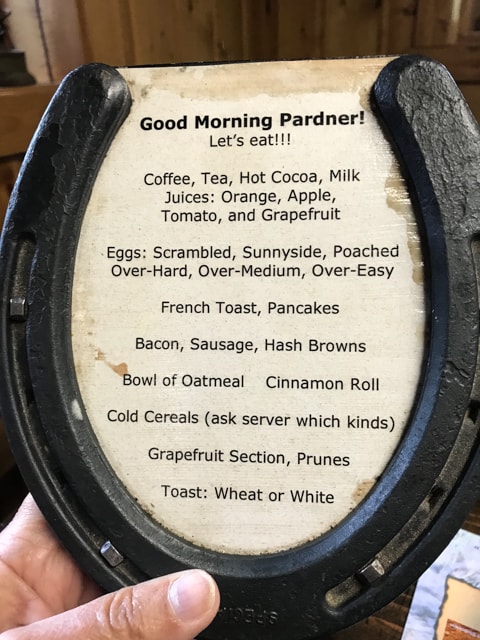 Good Morning Pardner!
Let's eat!!!
Coffee, Tea, Hot Cocoa, Milk
Juices: Orange, Apple,
Tomato, and Grapefruit
Eggs: Scrambled, Sunnyside, Poached
Over-Hard, Over-Medium, Over-Easy
French Toast, Pancakes
Bacon, Sausage, Hash Browns
Bowl of Oatmeal Cinnamon Roll
Cold Cereals (ask server which kinds)
Grapefruit Section, Prunes
Toast: Wheat or White